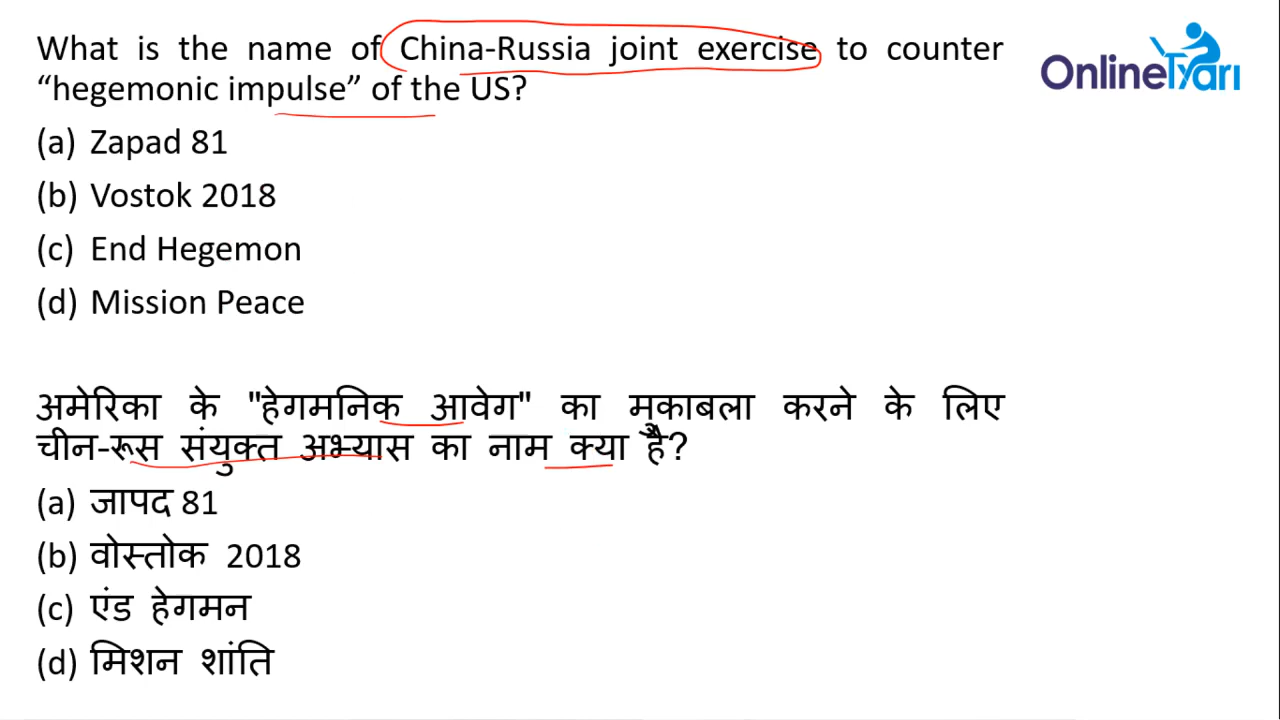 What is the name of China-Russia joint exercise to counter
“hegemonic impulse” of the US?
(a) Zapad 81
(b) Vostok 2018
(c) End Hegemon
(d) Mission Peace
अमेरिका के "हेगमनिक आवेग" का मुकाबला करने के लिए
चीन-रूस संयुक्त अभ्यास का नाम क्या है?
(a) जापद 81
(b) वोस्तोक 2018
(c) एंड हेगमन
(d) मिशन शांति
OnlineTyari